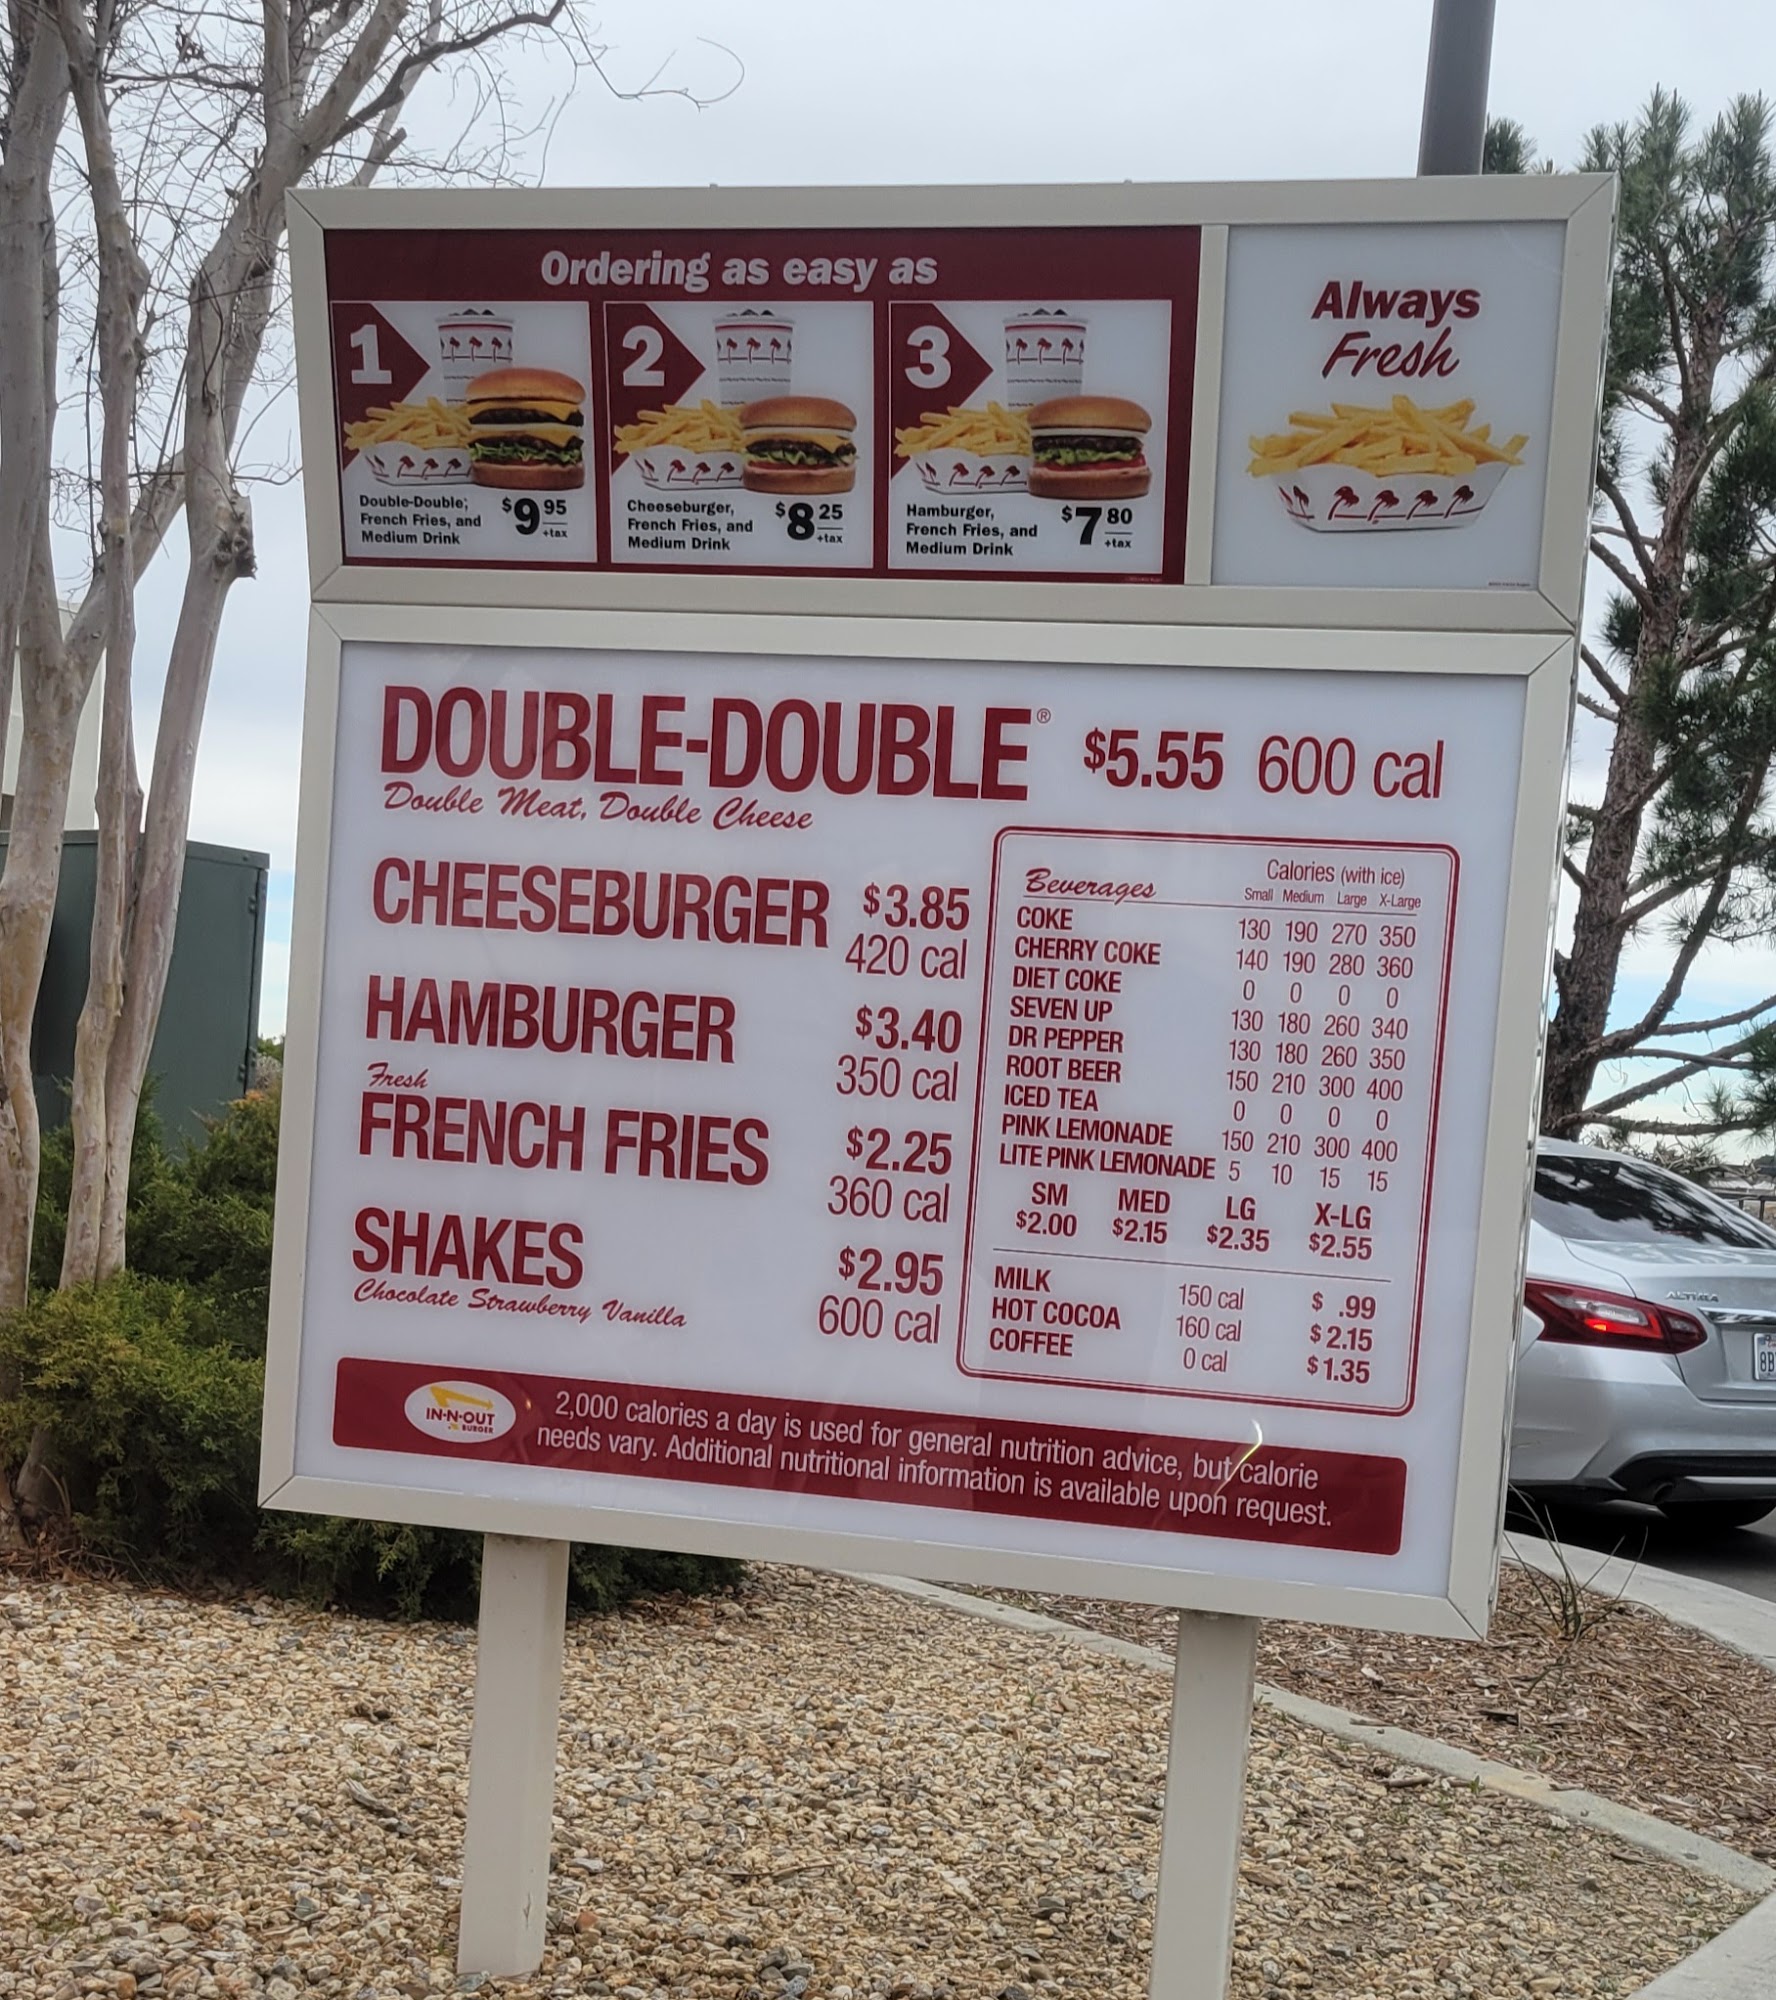 Ordering as easy as
1
Double-Double,
French Fries, and
Medium Drink
$9 95
+tax
2
Cheeseburger,
French Fries, and
Medium Drink
$8 25
+tax
3
Hamburger,
French Fries, and
Medium Drink
$7 80
+tax
Always
Fresh
DOUBLE-DOUBLE® $5.55 600 cal
Double Meat, Double Cheese
CHEESEBURGER $3.85
420 cal
HAMBURGER $3.40
350 cal
Fresh
FRENCH FRIES $2.25
360 cal
SHAKES $2.95
Chocolate Strawberry Vanilla 600 cal
Beverages Calories (with ice)
Small Medium Large X-Large
COKE 130 190 270 350
CHERRY COKE 140 190 280 360
DIET COKE 0 0 0 0
SEVEN UP 130 180 260 340
DR PEPPER 130 180 260 350
ROOT BEER 150 210 300 400
ICED TEA 0 0 0 0
PINK LEMONADE 150 210 300 400
LITE PINK LEMONADE 5 10 15 15
SM MED LG X-LG
$2.00 $2.15 $2.35 $2.55
MILK 150 cal $ .99
HOT COCOA 160 cal $2.15
COFFEE 0 cal $1.35
IN-N-OUT
BURGER
2,000 calories a day is used for general nutrition advice, but calorie
needs vary. Additional nutritional information is available upon request.
ALTIMA
8B